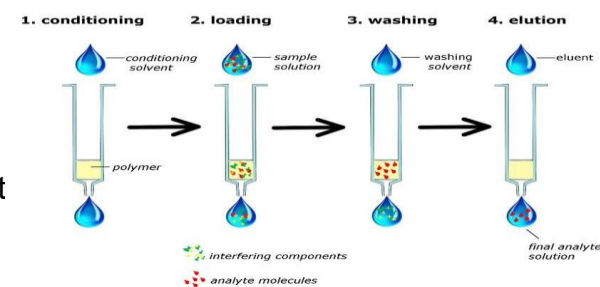 1. conditioning
2. loading
3. washing
4. elution
conditioning
solvent
sample
solution
washing
solvent
eluent
polymer
t
final analyte
solution
interfering components
analyte molecules